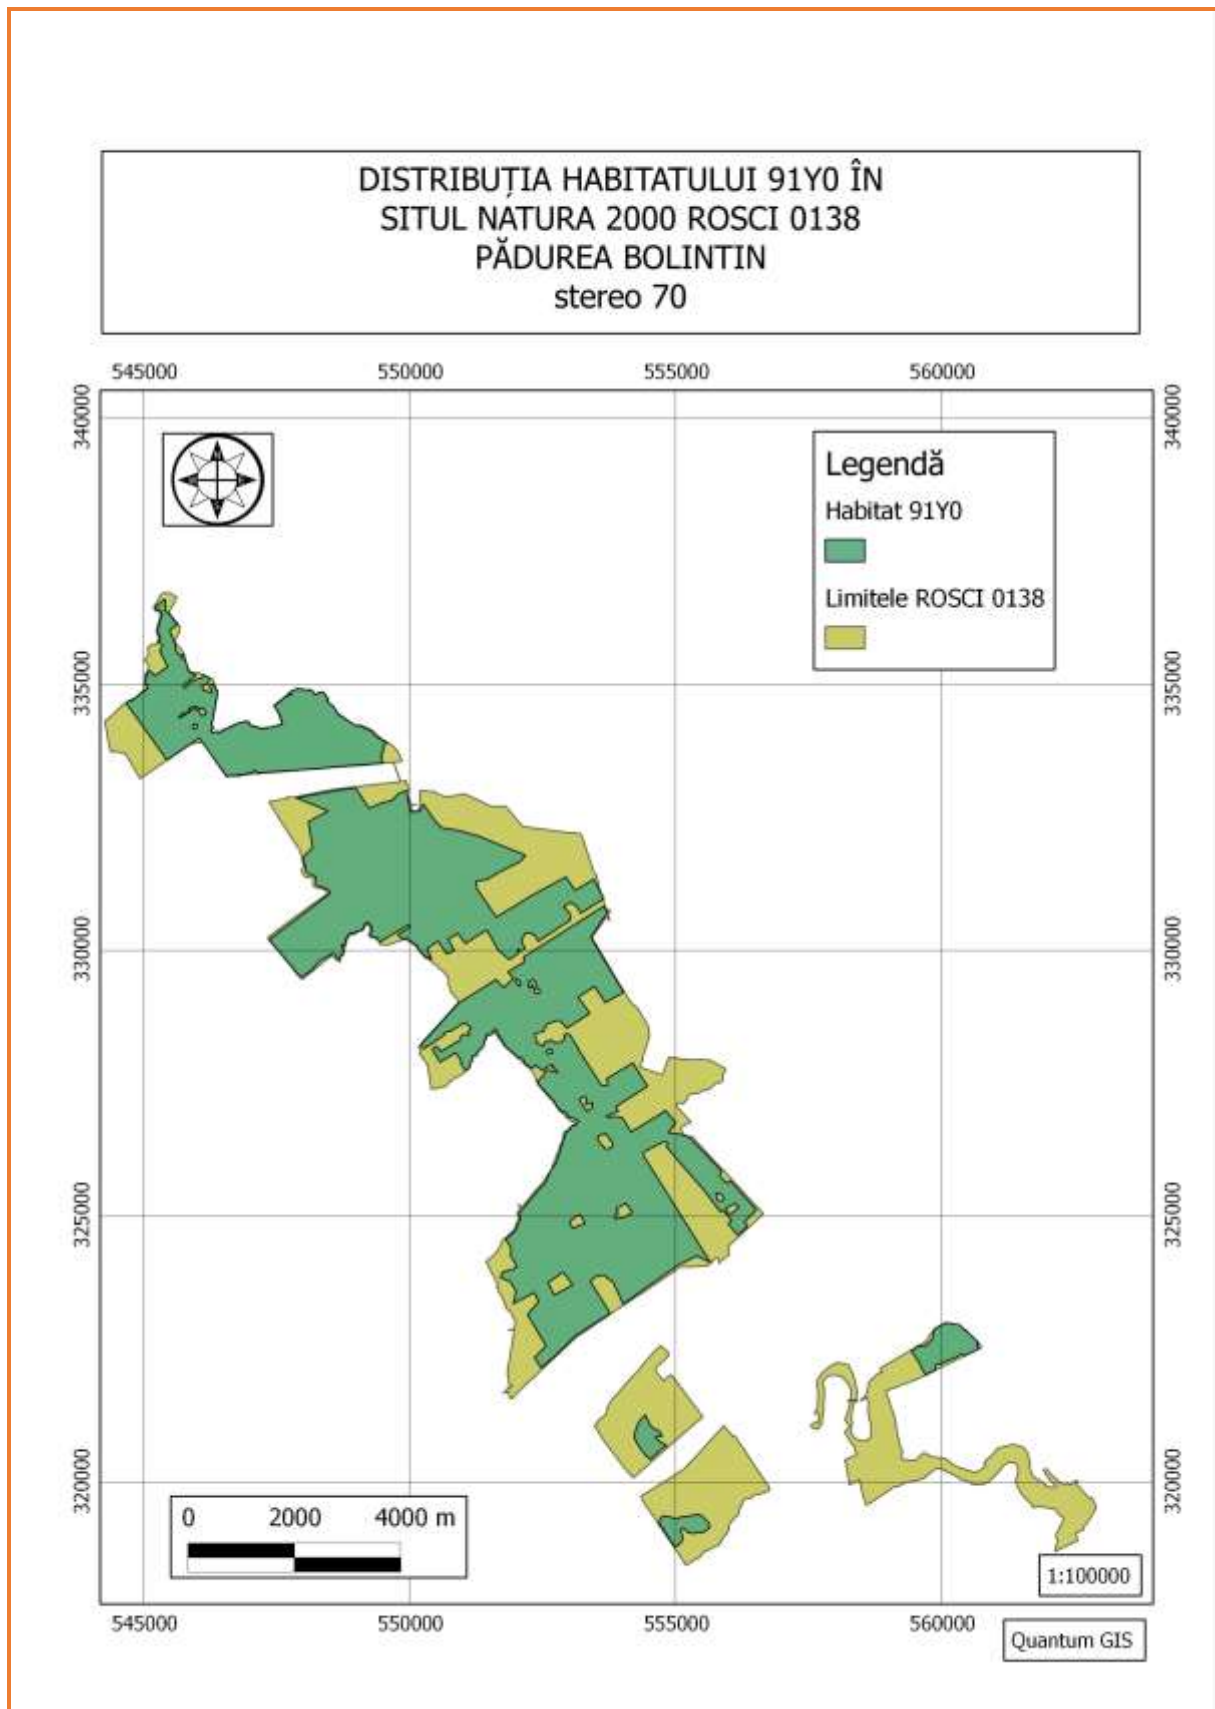 DISTRIBUȚIA HABITATULUI 91Y0 ÎN
SITUL NATURA 2000 ROSCI 0138
PĂDUREA BOLINTIN
stereo 70
545000 550000 555000 560000
340000 340000
Legendă
Habitat 91Y0
Limitele ROSCI 0138
335000 335000
330000 330000
325000 325000
320000 320000
0 2000 4000 m
1:100000
545000 550000 555000 560000
Quantum GIS